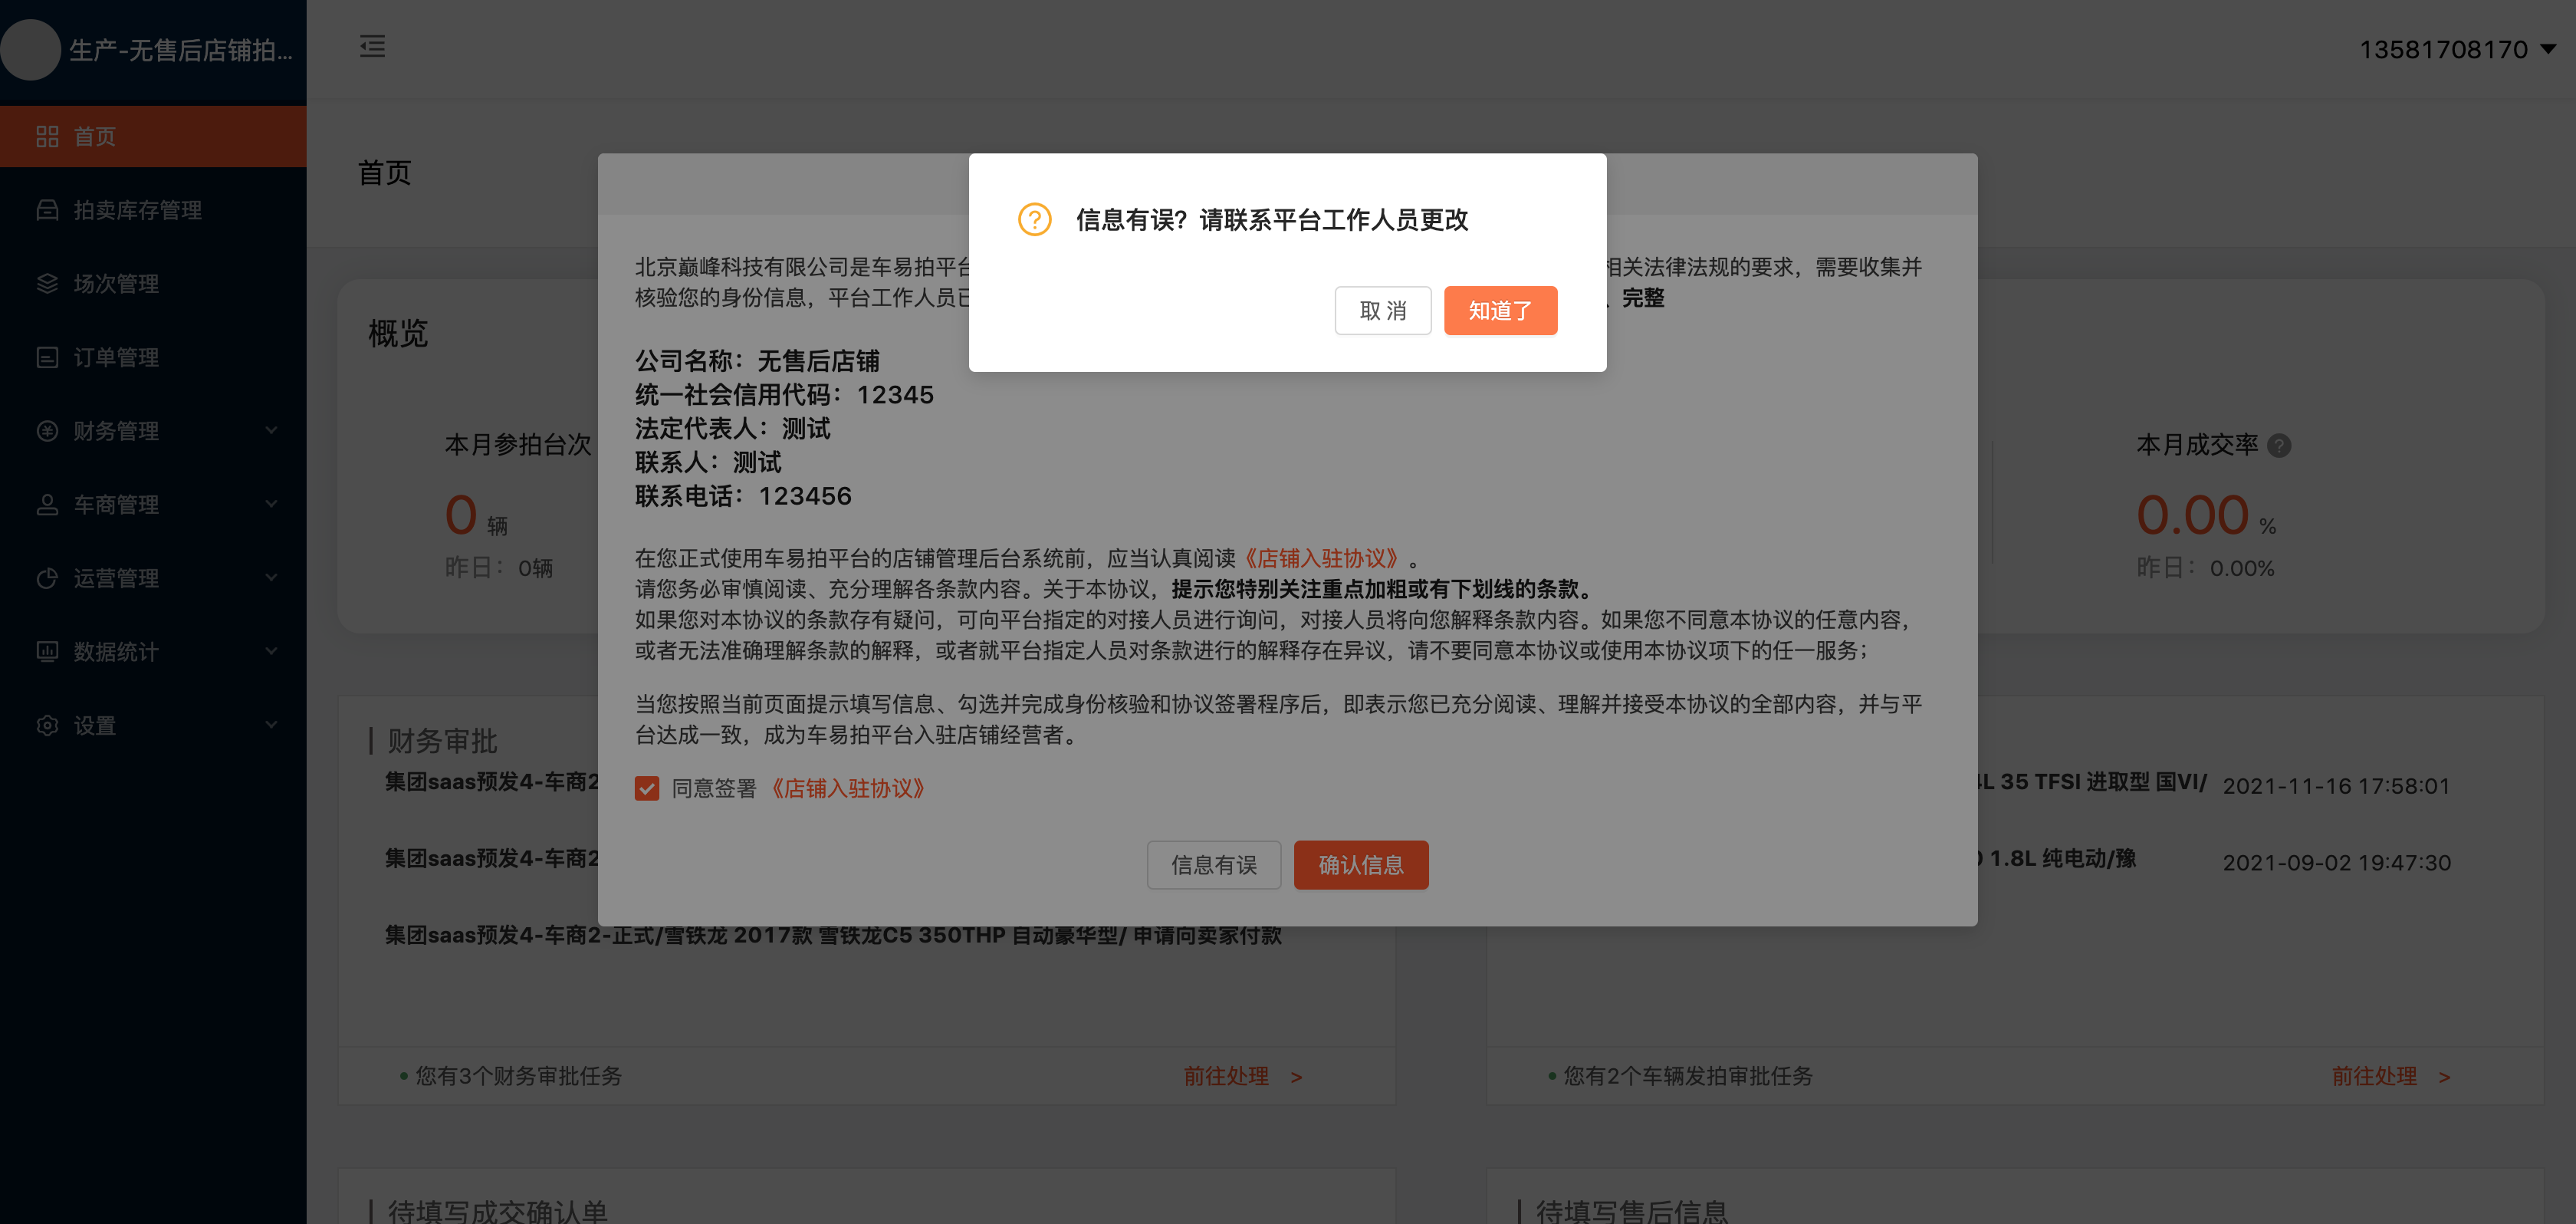 生产-无售后店铺拍...
13581708170
首页
拍卖库存管理
场次管理
订单管理
财务管理
车商管理
运营管理
数据统计
设置
首页
信息有误？请联系平台工作人员更改
取 消
知道了
北京巅峰科技有限公司是车易拍平台
相关法律法规的要求，需要收集并
核验您的身份信息，平台工作人员已
、完整
公司名称：无售后店铺
统一社会信用代码：12345
法定代表人：测试
联系人：测试
联系电话：123456
在您正式使用车易拍平台的店铺管理后台系统前，应当认真阅读《店铺入驻协议》。
请您务必审慎阅读、充分理解各条款内容。关于本协议，提示您特别关注重点加粗或有下划线的条款。
如果您对本协议的条款存有疑问，可向平台指定的对接人员进行询问，对接人员将向您解释条款内容。如果您不同意本协议的任意内容，
或者无法准确理解条款的解释，或者就平台指定人员对条款进行的解释存在异议，请不要同意本协议或使用本协议项下的任一服务；
当您按照当前页面提示填写信息、勾选并完成身份核验和协议签署程序后，即表示您已充分阅读、理解并接受本协议的全部内容，并与平
台达成一致，成为车易拍平台入驻店铺经营者。
同意签署《店铺入驻协议》
信息有误
确认信息
概览
本月参拍台次
0 辆
昨日：0辆
本月成交率
0.00 %
昨日：0.00%
财务审批
集团saas预发4-车商2
集团saas预发4-车商2
集团saas预发4-车商2-正式/雪铁龙 2017款 雪铁龙C5 350THP 自动豪华型/ 申请向卖家付款
您有3个财务审批任务
前往处理 >
L 35 TFSI 进取型 国VI/ 2021-11-16 17:58:01
1.8L 纯电动/豫 2021-09-02 19:47:30
您有2个车辆发拍审批任务
前往处理 >
待填写成交确认单
待填写售后信息